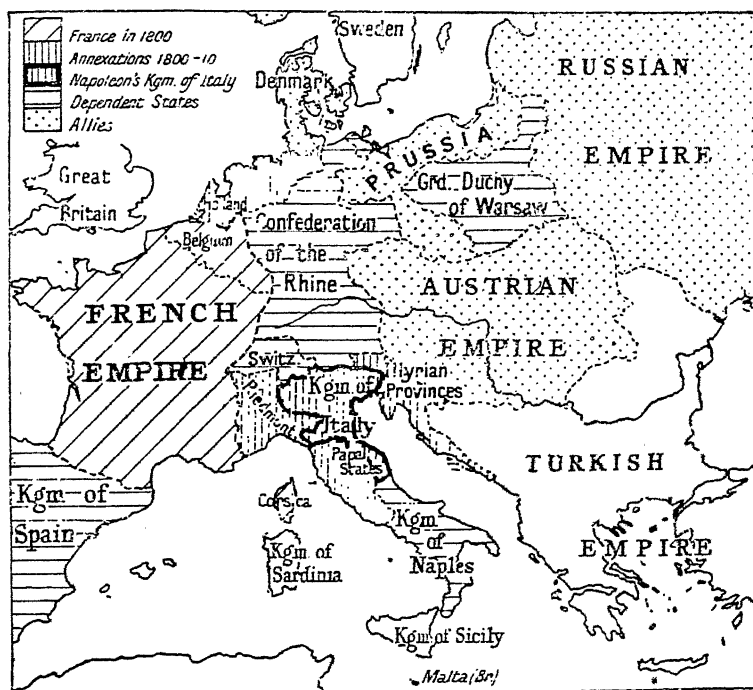 France in 1800
Annexations 1800-10
Napoleon's Kgm. of Italy
Dependent States
Allies
Sweden
Denmark
RUSSIAN
EMPIRE
PRUSSIA
Great
Britain
Holland
Belgium
Grd. Duchy
of Warsaw
Confederation
of the
Rhine
FRENCH
EMPIRE
AUSTRIAN
EMPIRE
Switz
Piedmont
Kgm. of
Italy
Illyrian
Provinces
Papal
States
TURKISH
EMPIRE
Kgm. of
Spain
Corsica
Kgm. of
Sardinia
Kgm
of
Naples
Kgm. of Sicily
Malta (Br.)